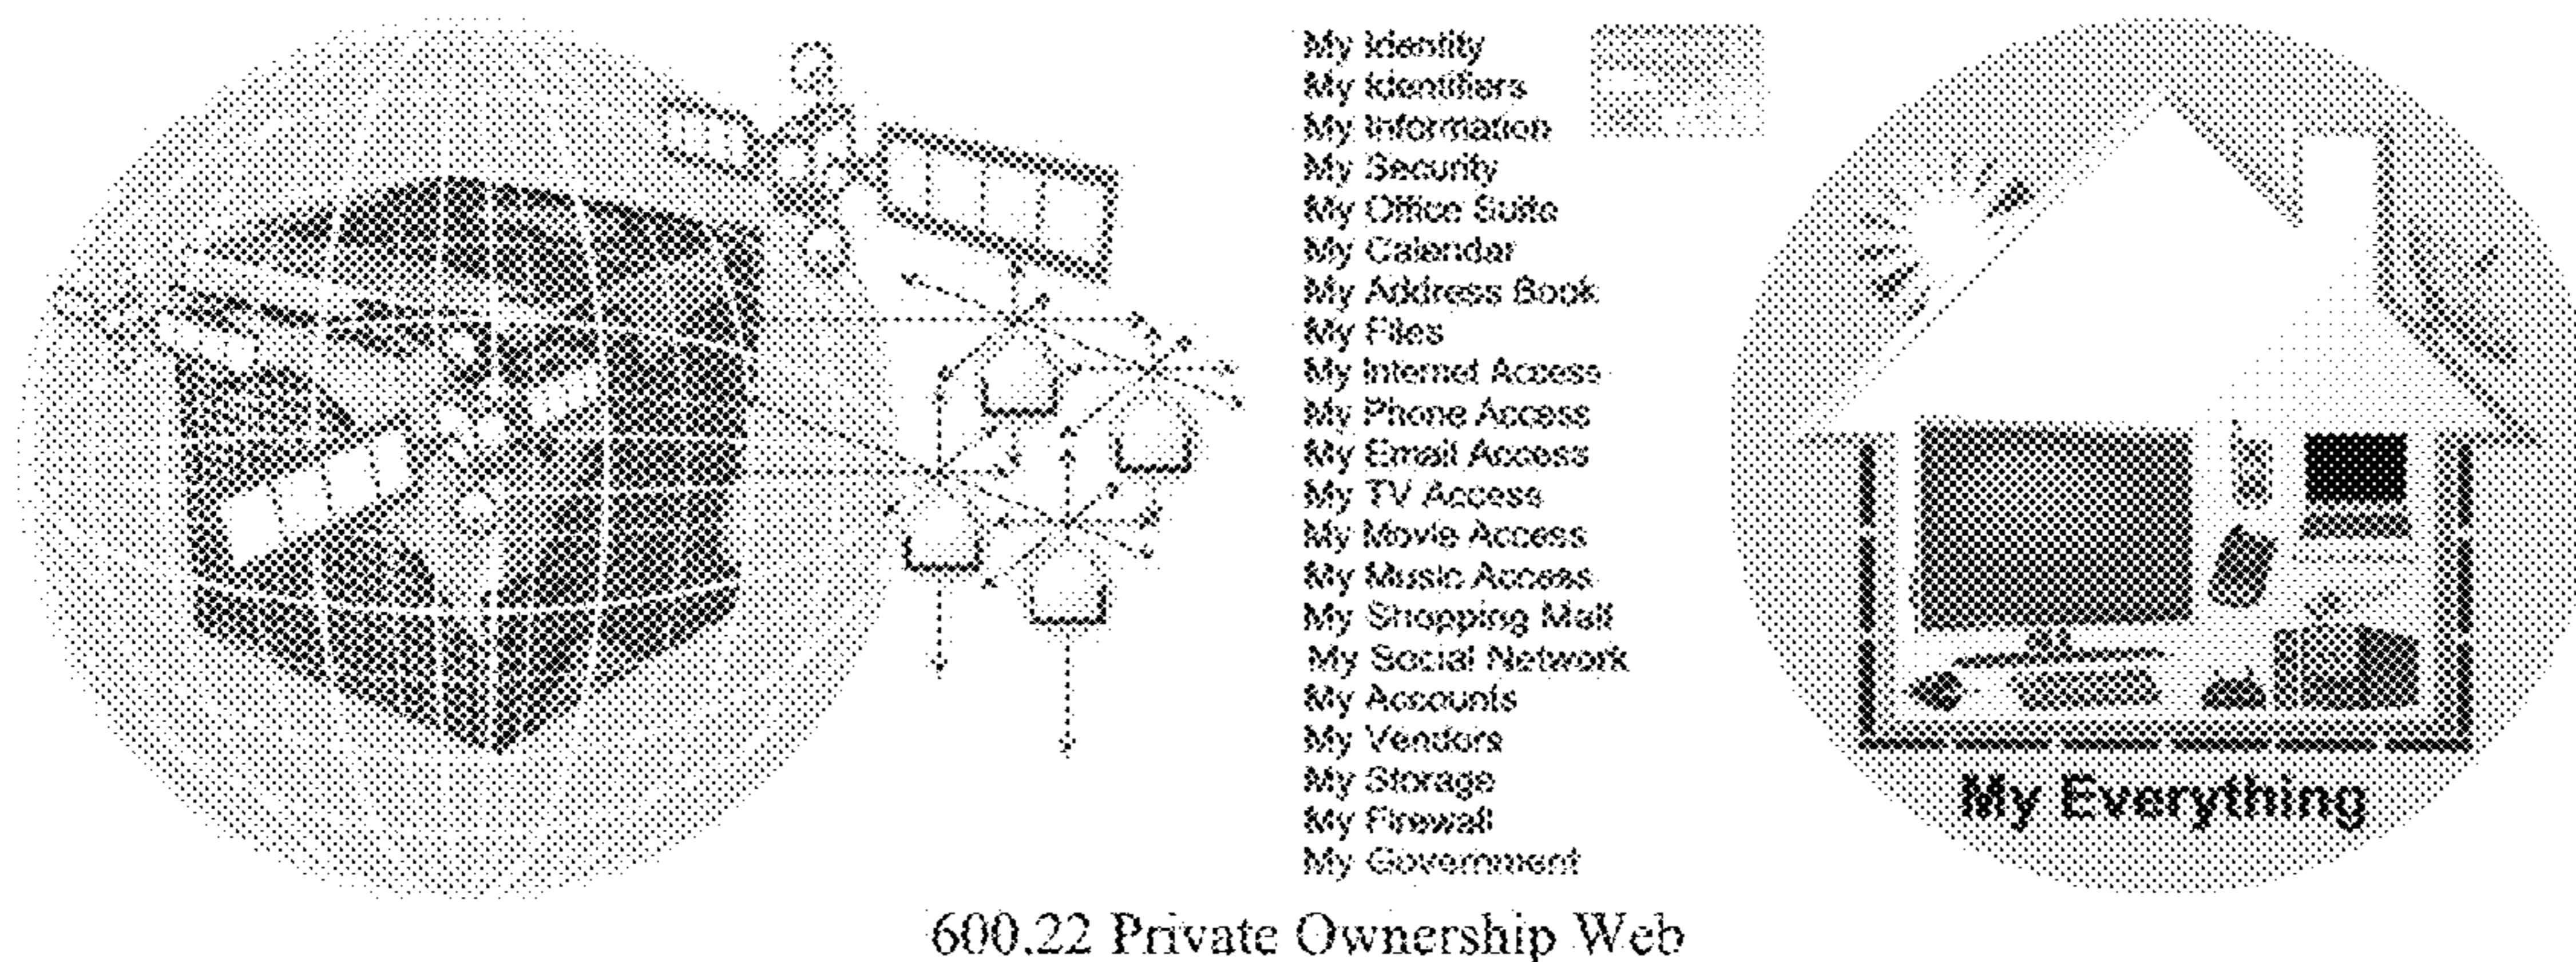 My Identity
My Identifiers
My Information
My Security
My Office Suite
My Calendar
My Address Book
My Files
My Internet Access
My Phone Access
My Email Access
My TV Access
My Movie Access
My Music Access
My Shopping Mall
My Social Network
My Accounts
My Vendors
My Storage
My Firewall
My Government
My Everything
600.22 Private Ownership Web